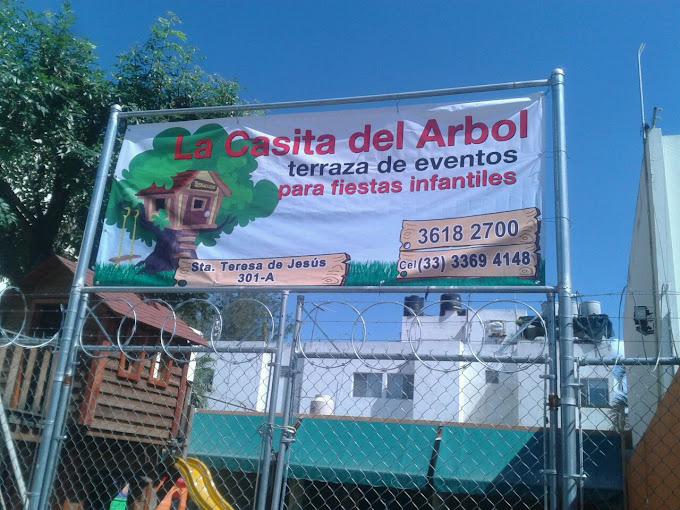 La Casita del Arbol
terraza de eventos
para fiestas infantiles
Sta. Teresa de Jesús
301-A
3618 2700
Cel (33) 3369 4148